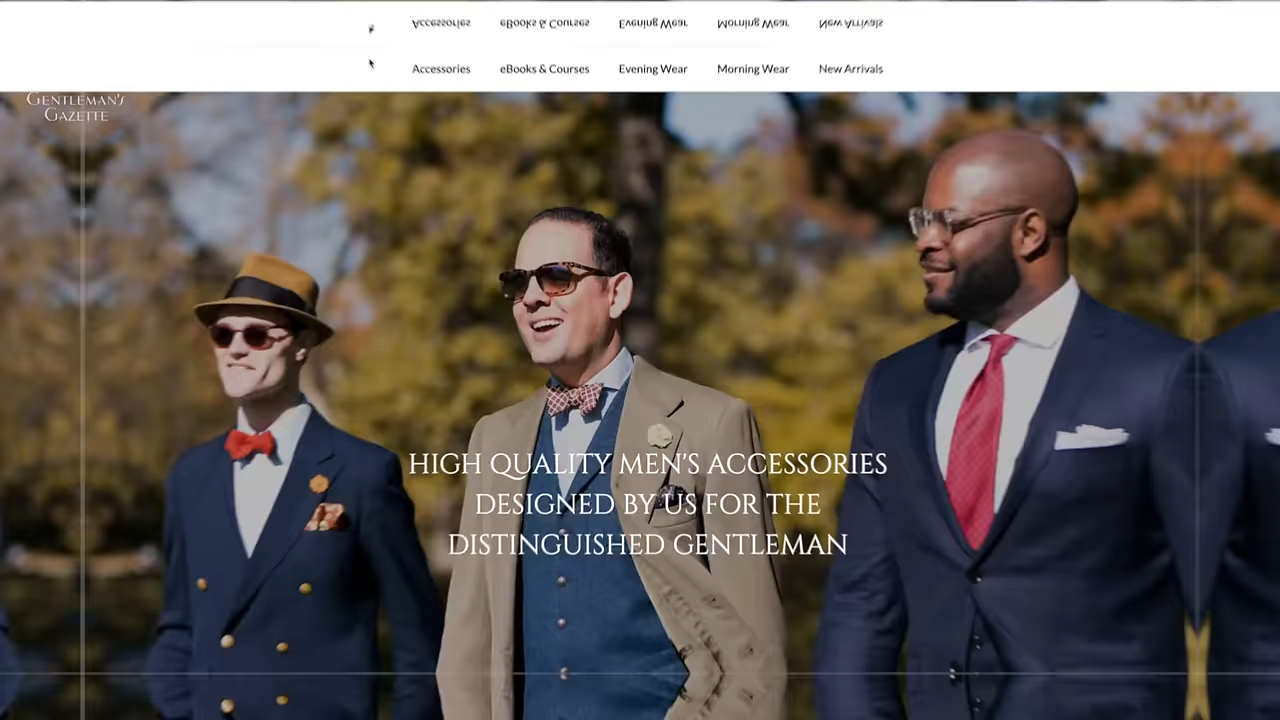 Accessories eBooks & Courses Evening Wear Morning Wear New Arrivals
Accessories eBooks & Courses Evening Wear Morning Wear New Arrivals
GENTLEMAN'S
GAZETTE
HIGH QUALITY MEN'S ACCESSORIES
DESIGNED BY US FOR THE
DISTINGUISHED GENTLEMAN